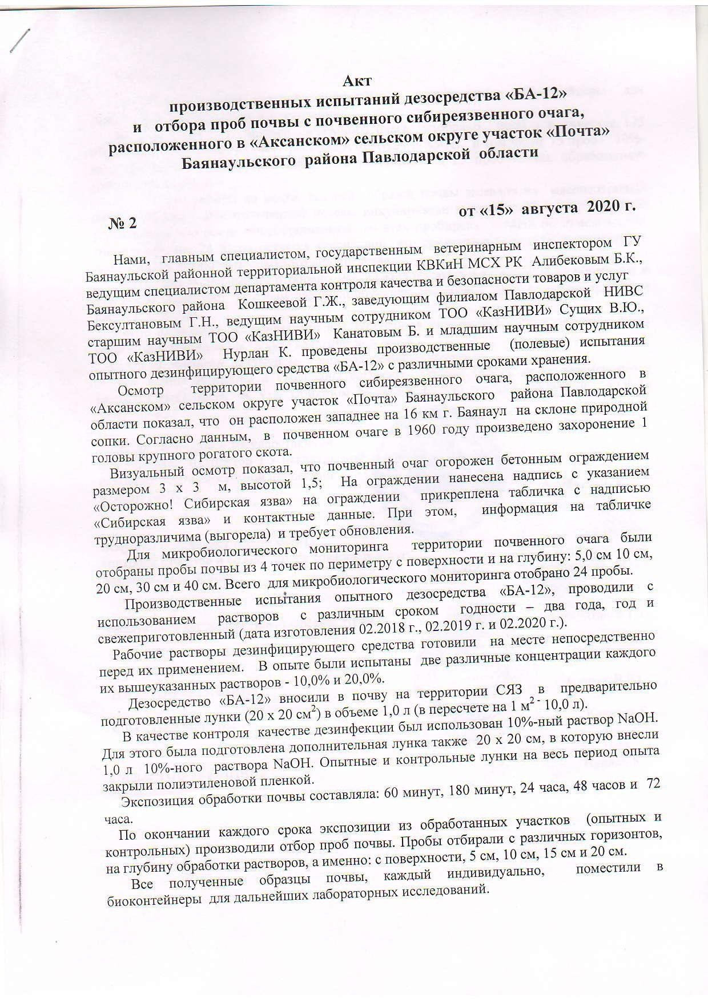 Акт
производственных испытаний дезосредства «БА-12»
и отбора проб почвы с почвенного сибиреязвенного очага,
расположенного в «Аксанском» сельском округе участок «Почта»
Баянаульского района Павлодарской области
№ 2
от «15» августа 2020 г.
Нами, главным специалистом, государственным ветеринарным инспектором ГУ
Баянаульской районной территориальной инспекции КВКиН МСХ РК Алибековым Б.К.,
ведущим специалистом департамента контроля качества и безопасности товаров и услуг
Баянаульского района Кошкеевой Г.Ж., заведующим филиалом Павлодарской НИВС
Бексултановым Г.Н., ведущим научным сотрудником ТОО «КазНИВИ» Сущих В.Ю.,
старшим научным ТОО «КазНИВИ» Канатовым Б. и младшим научным сотрудником
ТОО «КазНИВИ» Нурлан К. проведены производственные (полевые) испытания
опытного дезинфицирующего средства «БА-12» с различными сроками хранения.
Осмотр территории почвенного сибиреязвенного очага, расположенного в
«Аксанском» сельском округе участок «Почта» Баянаульского района Павлодарской
области показал, что он расположен западнее на 16 км г. Баянаул на склоне природной
сопки. Согласно данным, в почвенном очаге в 1960 году произведено захоронение 1
головы крупного рогатого скота.
Визуальный осмотр показал, что почвенный очаг огорожен бетонным ограждением
размером 3 х 3 м, высотой 1,5; На ограждении нанесена надпись с указанием
«Осторожно! Сибирская язва» на ограждении прикреплена табличка с надписью
«Сибирская язва» и контактные данные. При этом, информация на табличке
трудноразличима (выгорела) и требует обновления.
Для микробиологического мониторинга территории почвенного очага были
отобраны пробы почвы из 4 точек по периметру с поверхности и на глубину: 5,0 см 10 см,
20 см, 30 см и 40 см. Всего для микробиологического мониторинга отобрано 24 пробы.
Производственные испытания опытного дезосредства «БА-12», проводили с
использованием растворов с различным сроком годности – два года, год и
свежеприготовленный (дата изготовления 02.2018 г., 02.2019 г. и 02.2020 г.).
Рабочие растворы дезинфицирующего средства готовили на месте непосредственно
перед их применением. В опыте были испытаны две различные концентрации каждого
их вышеуказанных растворов - 10,0% и 20,0%.
Дезосредство «БА-12» вносили в почву на территории СЯЗ в предварительно
подготовленные лунки (20 х 20 см²) в объеме 1,0 л (в пересчете на 1 м² - 10,0 л).
В качестве контроля качестве дезинфекции был использован 10%-ный раствор NaOH.
Для этого была подготовлена дополнительная лунка также 20 х 20 см, в которую внесли
1,0 л 10%-ного раствора NaOH. Опытные и контрольные лунки на весь период опыта
закрыли полиэтиленовой пленкой.
Экспозиция обработки почвы составляла: 60 минут, 180 минут, 24 часа, 48 часов и 72
часа.
По окончании каждого срока экспозиции из обработанных участков (опытных и
контрольных) производили отбор проб почвы. Пробы отбирали с различных горизонтов,
на глубину обработки растворов, а именно: с поверхности, 5 см, 10 см, 15 см и 20 см.
Все полученные образцы почвы, каждый индивидуально, поместили в
биоконтейнеры для дальнейших лабораторных исследований.